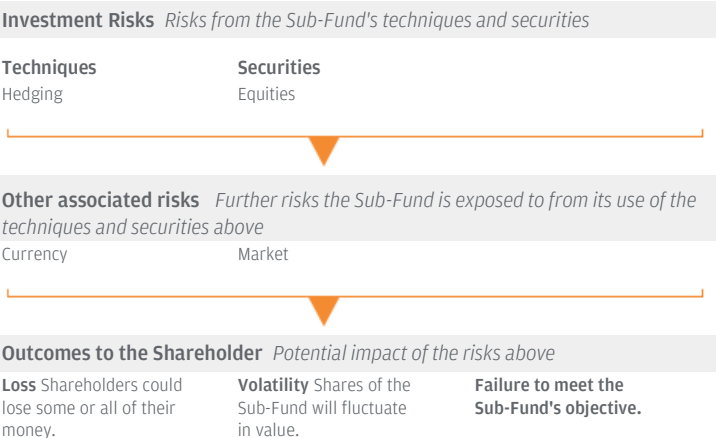 Investment Risks Risks from the Sub-Fund's techniques and securities
Techniques Securities
Hedging Equities
Other associated risks Further risks the Sub-Fund is exposed to from its use of the
techniques and securities above
Currency Market
Outcomes to the Shareholder Potential impact of the risks above
Loss Shareholders could
lose some or all of their
money.
Volatility Shares of the
Sub-Fund will fluctuate
in value.
Failure to meet the
Sub-Fund's objective.